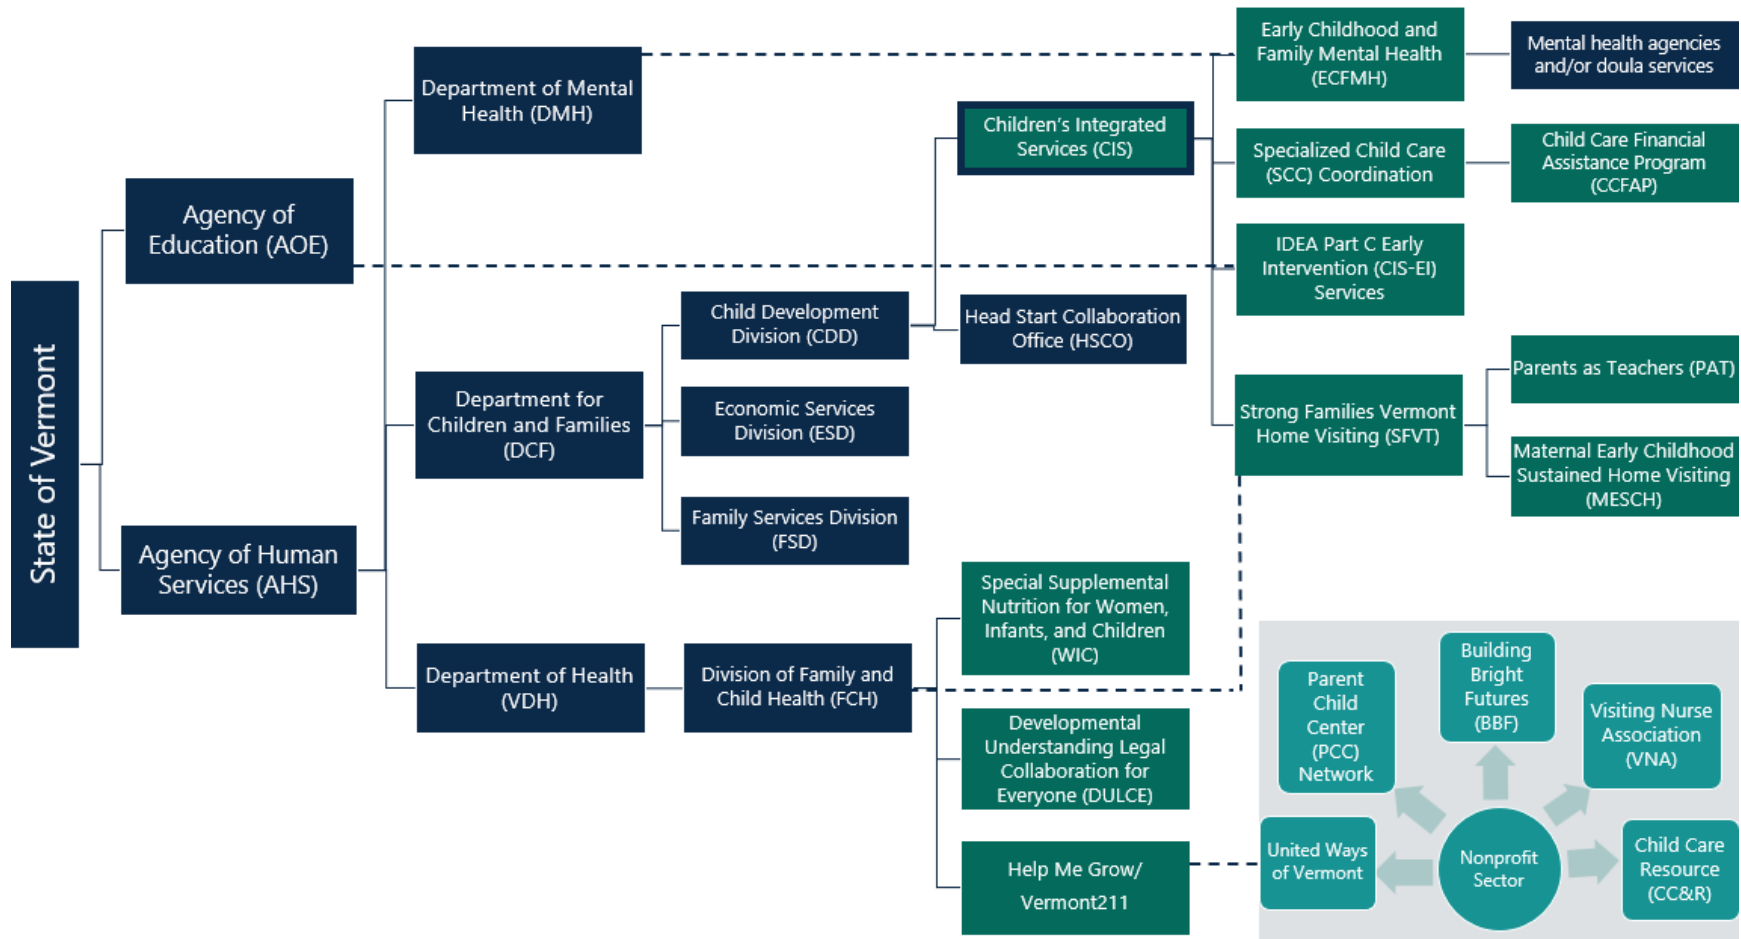 State of Vermont
Agency of
Education (AOE)
Agency of Human
Services (AHS)
Department of Mental
Health (DMH)
Department for
Children and Families
(DCF)
Department of Health
(VDH)
Child Development
Division (CDD)
Economic Services
Division (ESD)
Family Services Division
(FSD)
Division of Family and
Child Health (FCH)
Children's Integrated
Services (CIS)
Head Start Collaboration
Office (HSCO)
Special Supplemental
Nutrition for Women,
Infants, and Children
(WIC)
Developmental
Understanding Legal
Collaboration for
Everyone (DULCE)
Help Me Grow/
Vermont211
Early Childhood and
Family Mental Health
(ECFMH)
Specialized Child Care
(SCC) Coordination
IDEA Part C Early
Intervention (CIS-EI)
Services
Strong Families Vermont
Home Visiting (SFVT)
Mental health agencies
and/or doula services
Child Care Financial
Assistance Program
(CCFAP)
Parents as Teachers (PAT)
Maternal Early Childhood
Sustained Home Visiting
(MESCH)
Parent
Child
Center
(PCC)
Network
Building
Bright
Futures
(BBF)
Visiting Nurse
Association
(VNA)
United Ways
of Vermont
Nonprofit
Sector
Child Care
Resource
(CC&R)